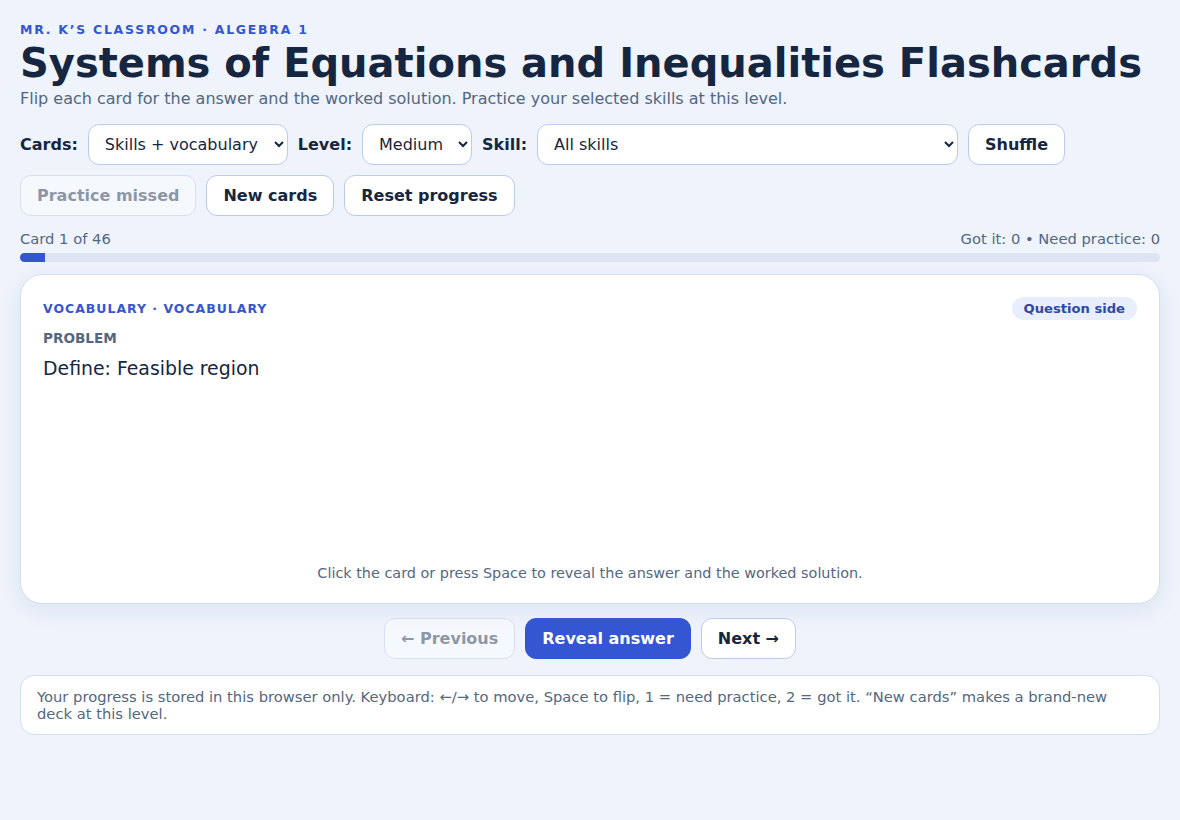 MR. K’S CLASSROOM · ALGEBRA 1
Systems of Equations and Inequalities Flashcards
Flip each card for the answer and the worked solution. Practice your selected skills at this level.
Cards: Skills + vocabulary Level: Medium Skill: All skills Shuffle
Practice missed New cards Reset progress
Card 1 of 46 Got it: 0 • Need practice: 0
VOCABULARY · VOCABULARY Question side
PROBLEM
Define: Feasible region
Click the card or press Space to reveal the answer and the worked solution.
← Previous Reveal answer Next →
Your progress is stored in this browser only. Keyboard: ←/→ to move, Space to flip, 1 = need practice, 2 = got it. “New cards” makes a brand-new
deck at this level.